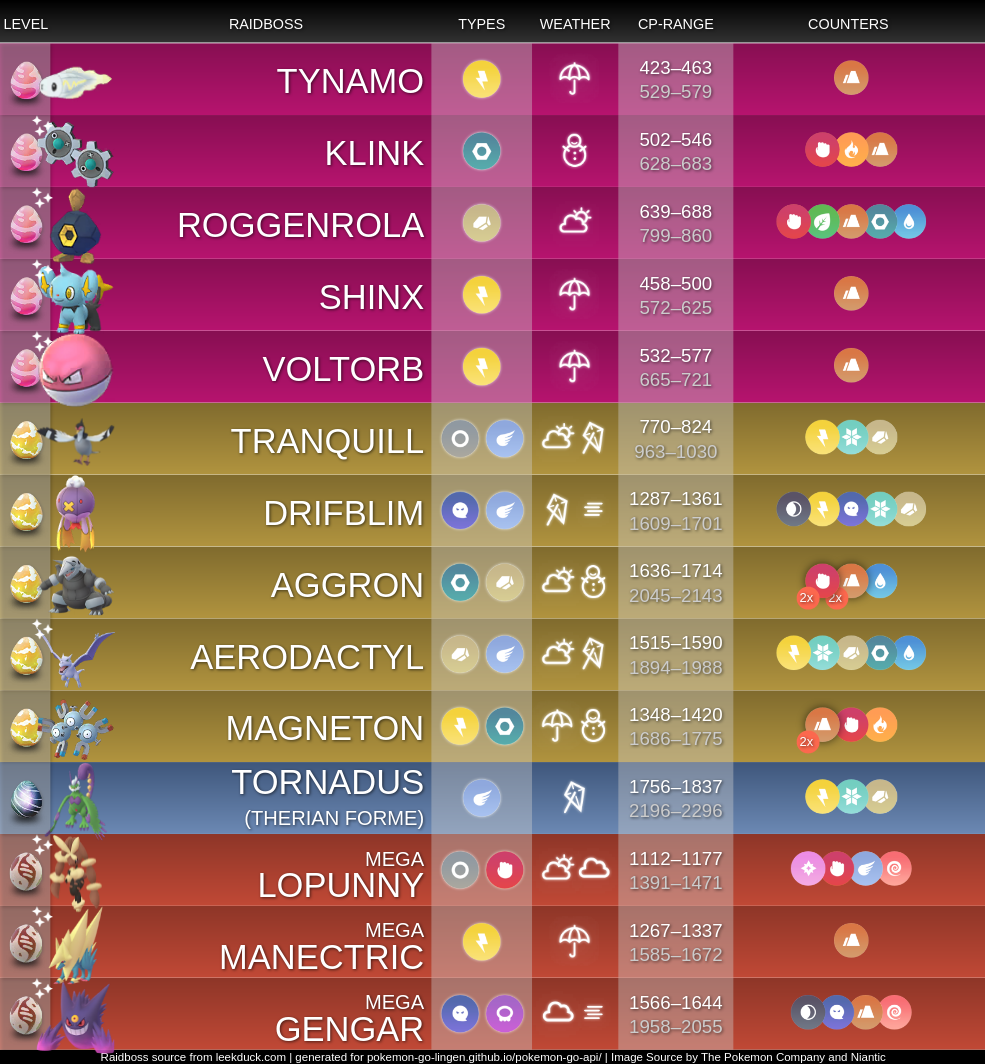 LEVEL RAIDBOSS TYPES WEATHER CP-RANGE COUNTERS
TYNAMO 423–463
529–579
KLINK 502–546
628–683
ROGGENROLA 639–688
799–860
SHINX 458–500
572–625
VOLTORB 532–577
665–721
TRANQUILL 770–824
963–1030
DRIFBLIM 1287–1361
1609–1701
AGGRON 1636–1714
2045–2143
2x 2x
AERODACTYL 1515–1590
1894–1988
MAGNETON 1348–1420
1686–1775
2x
TORNADUS 1756–1837
(THERIAN FORME) 2196–2296
MEGA 1112–1177
LOPUNNY 1391–1471
MEGA 1267–1337
MANECTRIC 1585–1672
MEGA 1566–1644
GENGAR 1958–2055
Raidboss source from leekduck.com | generated for pokemon-go-lingen.github.io/pokemon-go-api/ | Image Source by The Pokemon Company and Niantic